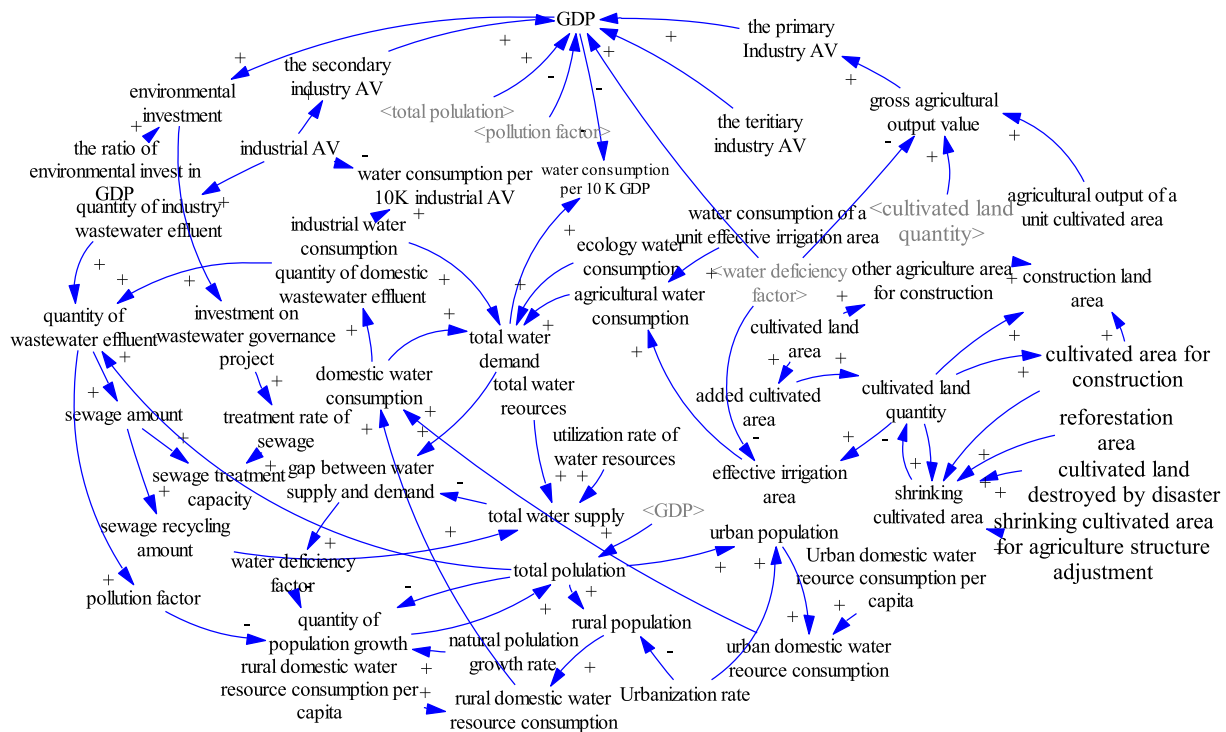 GDP
the primary
Industry AV
the secondary
industry AV
environmental
investment
<total polulation>
<pollution factor>
the teritiary
industry AV
gross agricultural
output value
the ratio of
environmental invest in
GDP
industrial AV
water consumption per
10K industrial AV
water consumption
per 10K GDP
agricultural output of a
unit cultivated area
<cultivated land
quantity>
quantity of industry
wastewater effluent
industrial water
consumption
water consumption of a
unit effective irrigation area
ecology water
consumption
quantity of domestic
wastewater effluent
agricultural water
consumption
<water deficiency
factor>
other agriculture area
for construction
construction land
area
quantity of
wastewater effluent
investment on
wastewater governance
project
total water
demand
cultivated land
area
cultivated area for
construction
domestic water
consumption
total water
reources
added cultivated
area
cultivated land
quantity
sewage amount
treatment rate of
sewage
utilization rate of
water resources
reforestation
area
sewage treatment
capacity
gap between water
supply and demand
effective irrigation
area
shrinking
cultivated area
cultivated land
destroyed by disaster
sewage recycling
amount
total water supply
<GDP>
urban population
shrinking cultivated area
for agriculture structure
adjustment
water deficiency
factor
total polulation
Urban domestic water
reource consumption per
capita
pollution factor
quantity of
population growth
rural population
natural polulation
growth rate
urban domestic water
reource consumption
rural domestic water
resource consumption per
capita
rural domestic water
resource consumption
Urbanization rate